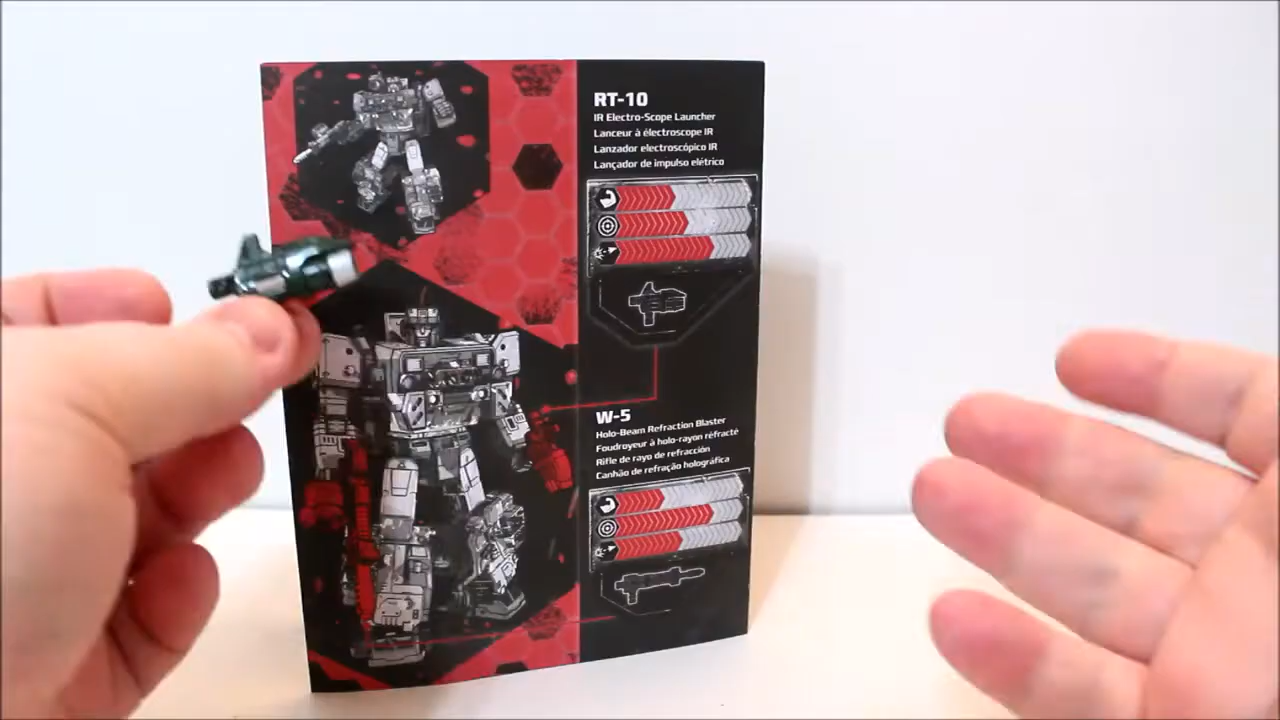 RT-10
IR Electro-Scope Launcher
Lanceur à électroscope IR
Lanzador electroscópico IR
Lançador de impulso elétrico
W-5
Holo-Beam Refraction Blaster
Foudroyeur à holo-rayon réfracté
Rifle de rayo de refracción
Canhão de refração holográfica